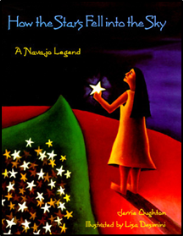 How the Stars Fell into the Sky
A Navajo Legend
Jerrie Oughton
Illustrated by Lisa Desimini